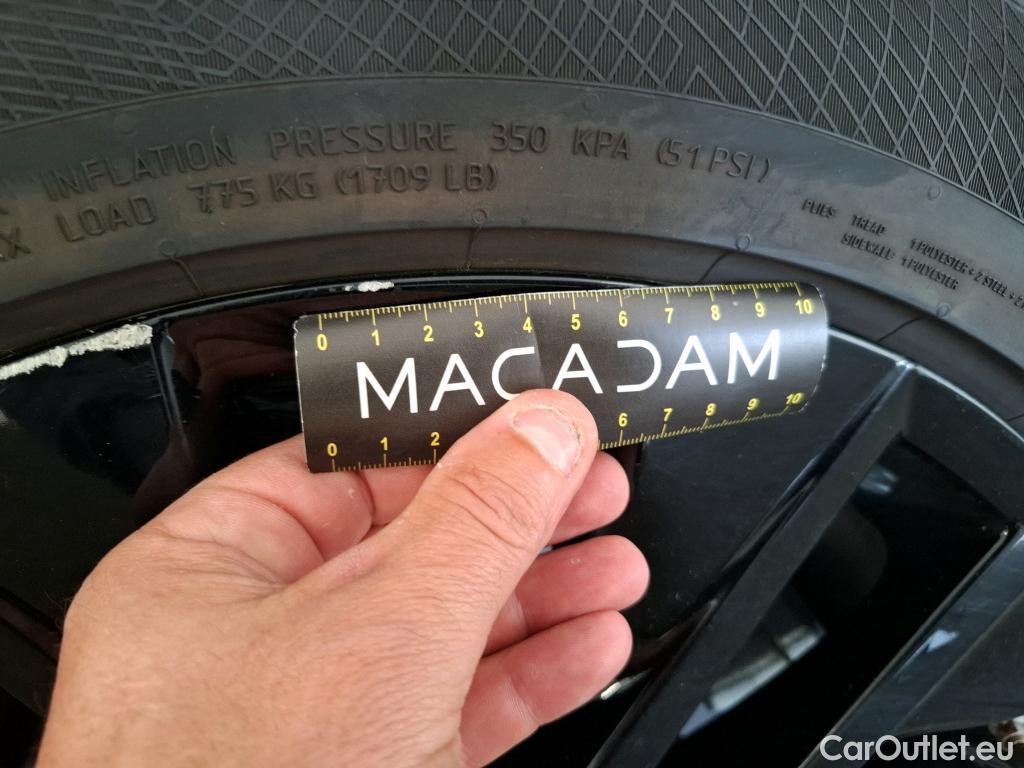 INFLATION PRESSURE 350 KPA (51 PSI)
LOAD 775 KG (1709 LB)
PLIES TREAD 1 POLYESTER + 2 STEEL + 2
SIDEWALL 1 POLYESTER
0 1 2 3 4 5 6 7 8 9 10
MACADAM
0 1 2 6 7 8 9 10
CarOutlet.eu